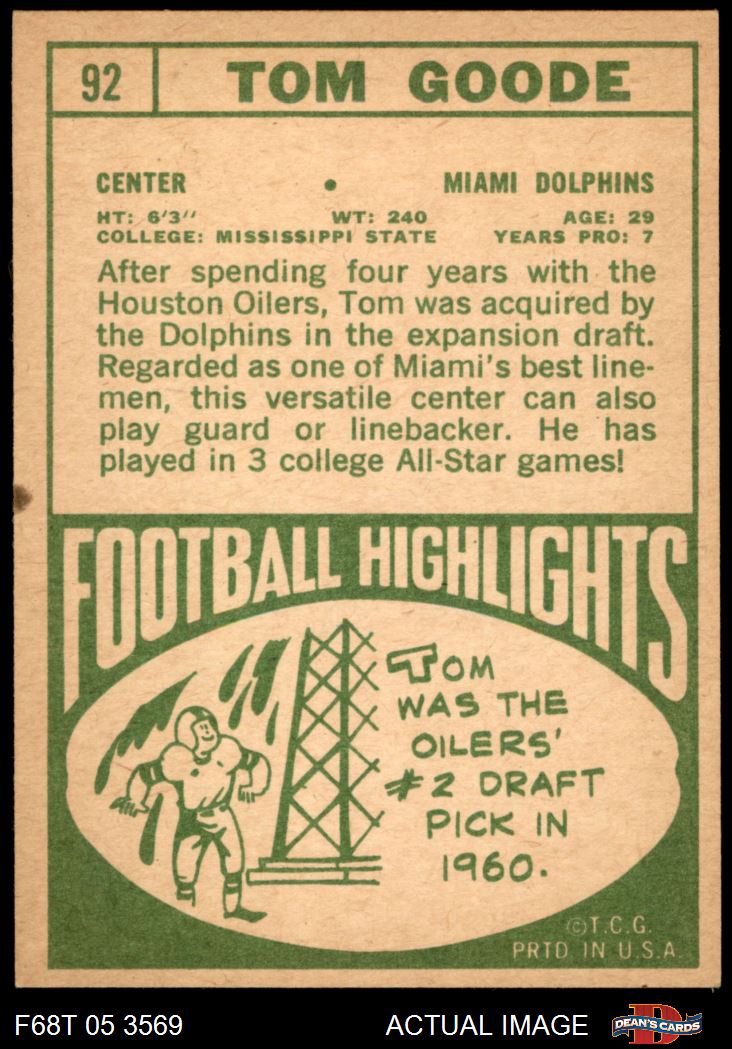 92 TOM GOODE
CENTER • MIAMI DOLPHINS
HT: 6'3" WT: 240 AGE: 29
COLLEGE: MISSISSIPPI STATE YEARS PRO: 7
After spending four years with the
Houston Oilers, Tom was acquired by
the Dolphins in the expansion draft.
Regarded as one of Miami's best line-
men, this versatile center can also
play guard or linebacker. He has
played in 3 college All-Star games!
FOOTBALL HIGHLIGHTS
TOM
WAS THE
OILERS'
#2 DRAFT
PICK IN
1960.
©T.C.G.
PRTD IN U.S.A.
F68T 05 3569 ACTUAL IMAGE D DEAN'S CARDS